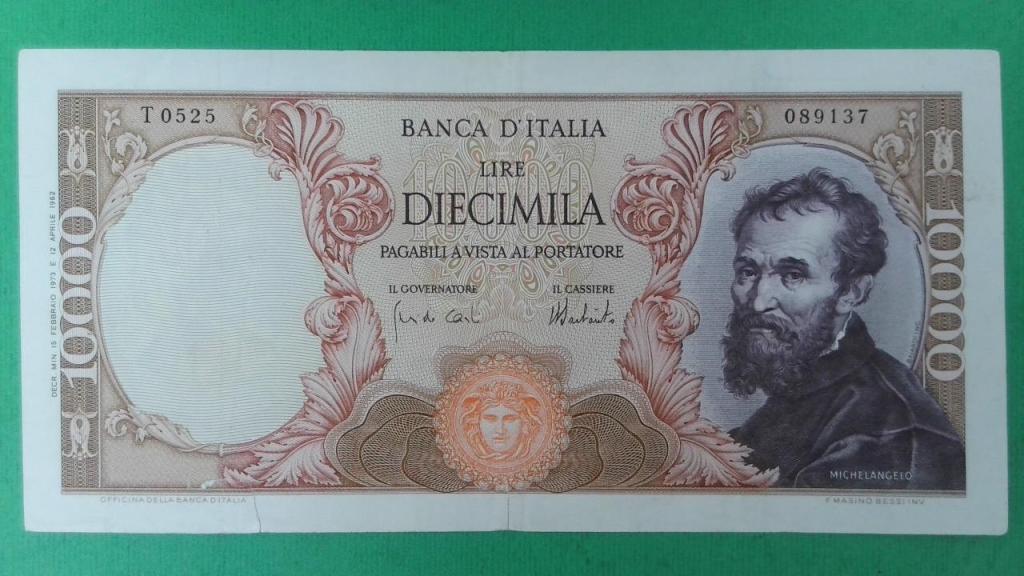 T 0525
089137
BANCA D'ITALIA
LIRE
DIECIMILA
PAGABILI A VISTA AL PORTATORE
IL GOVERNATORE
IL CASSIERE
10000
10000
DECR. MIN. 15 FEBBRAIO 1973 E 12 APRILE 1962
MICHELANGELO
OFFICINA DELLA BANCA D'ITALIA
F. MASINO BESSI INV.